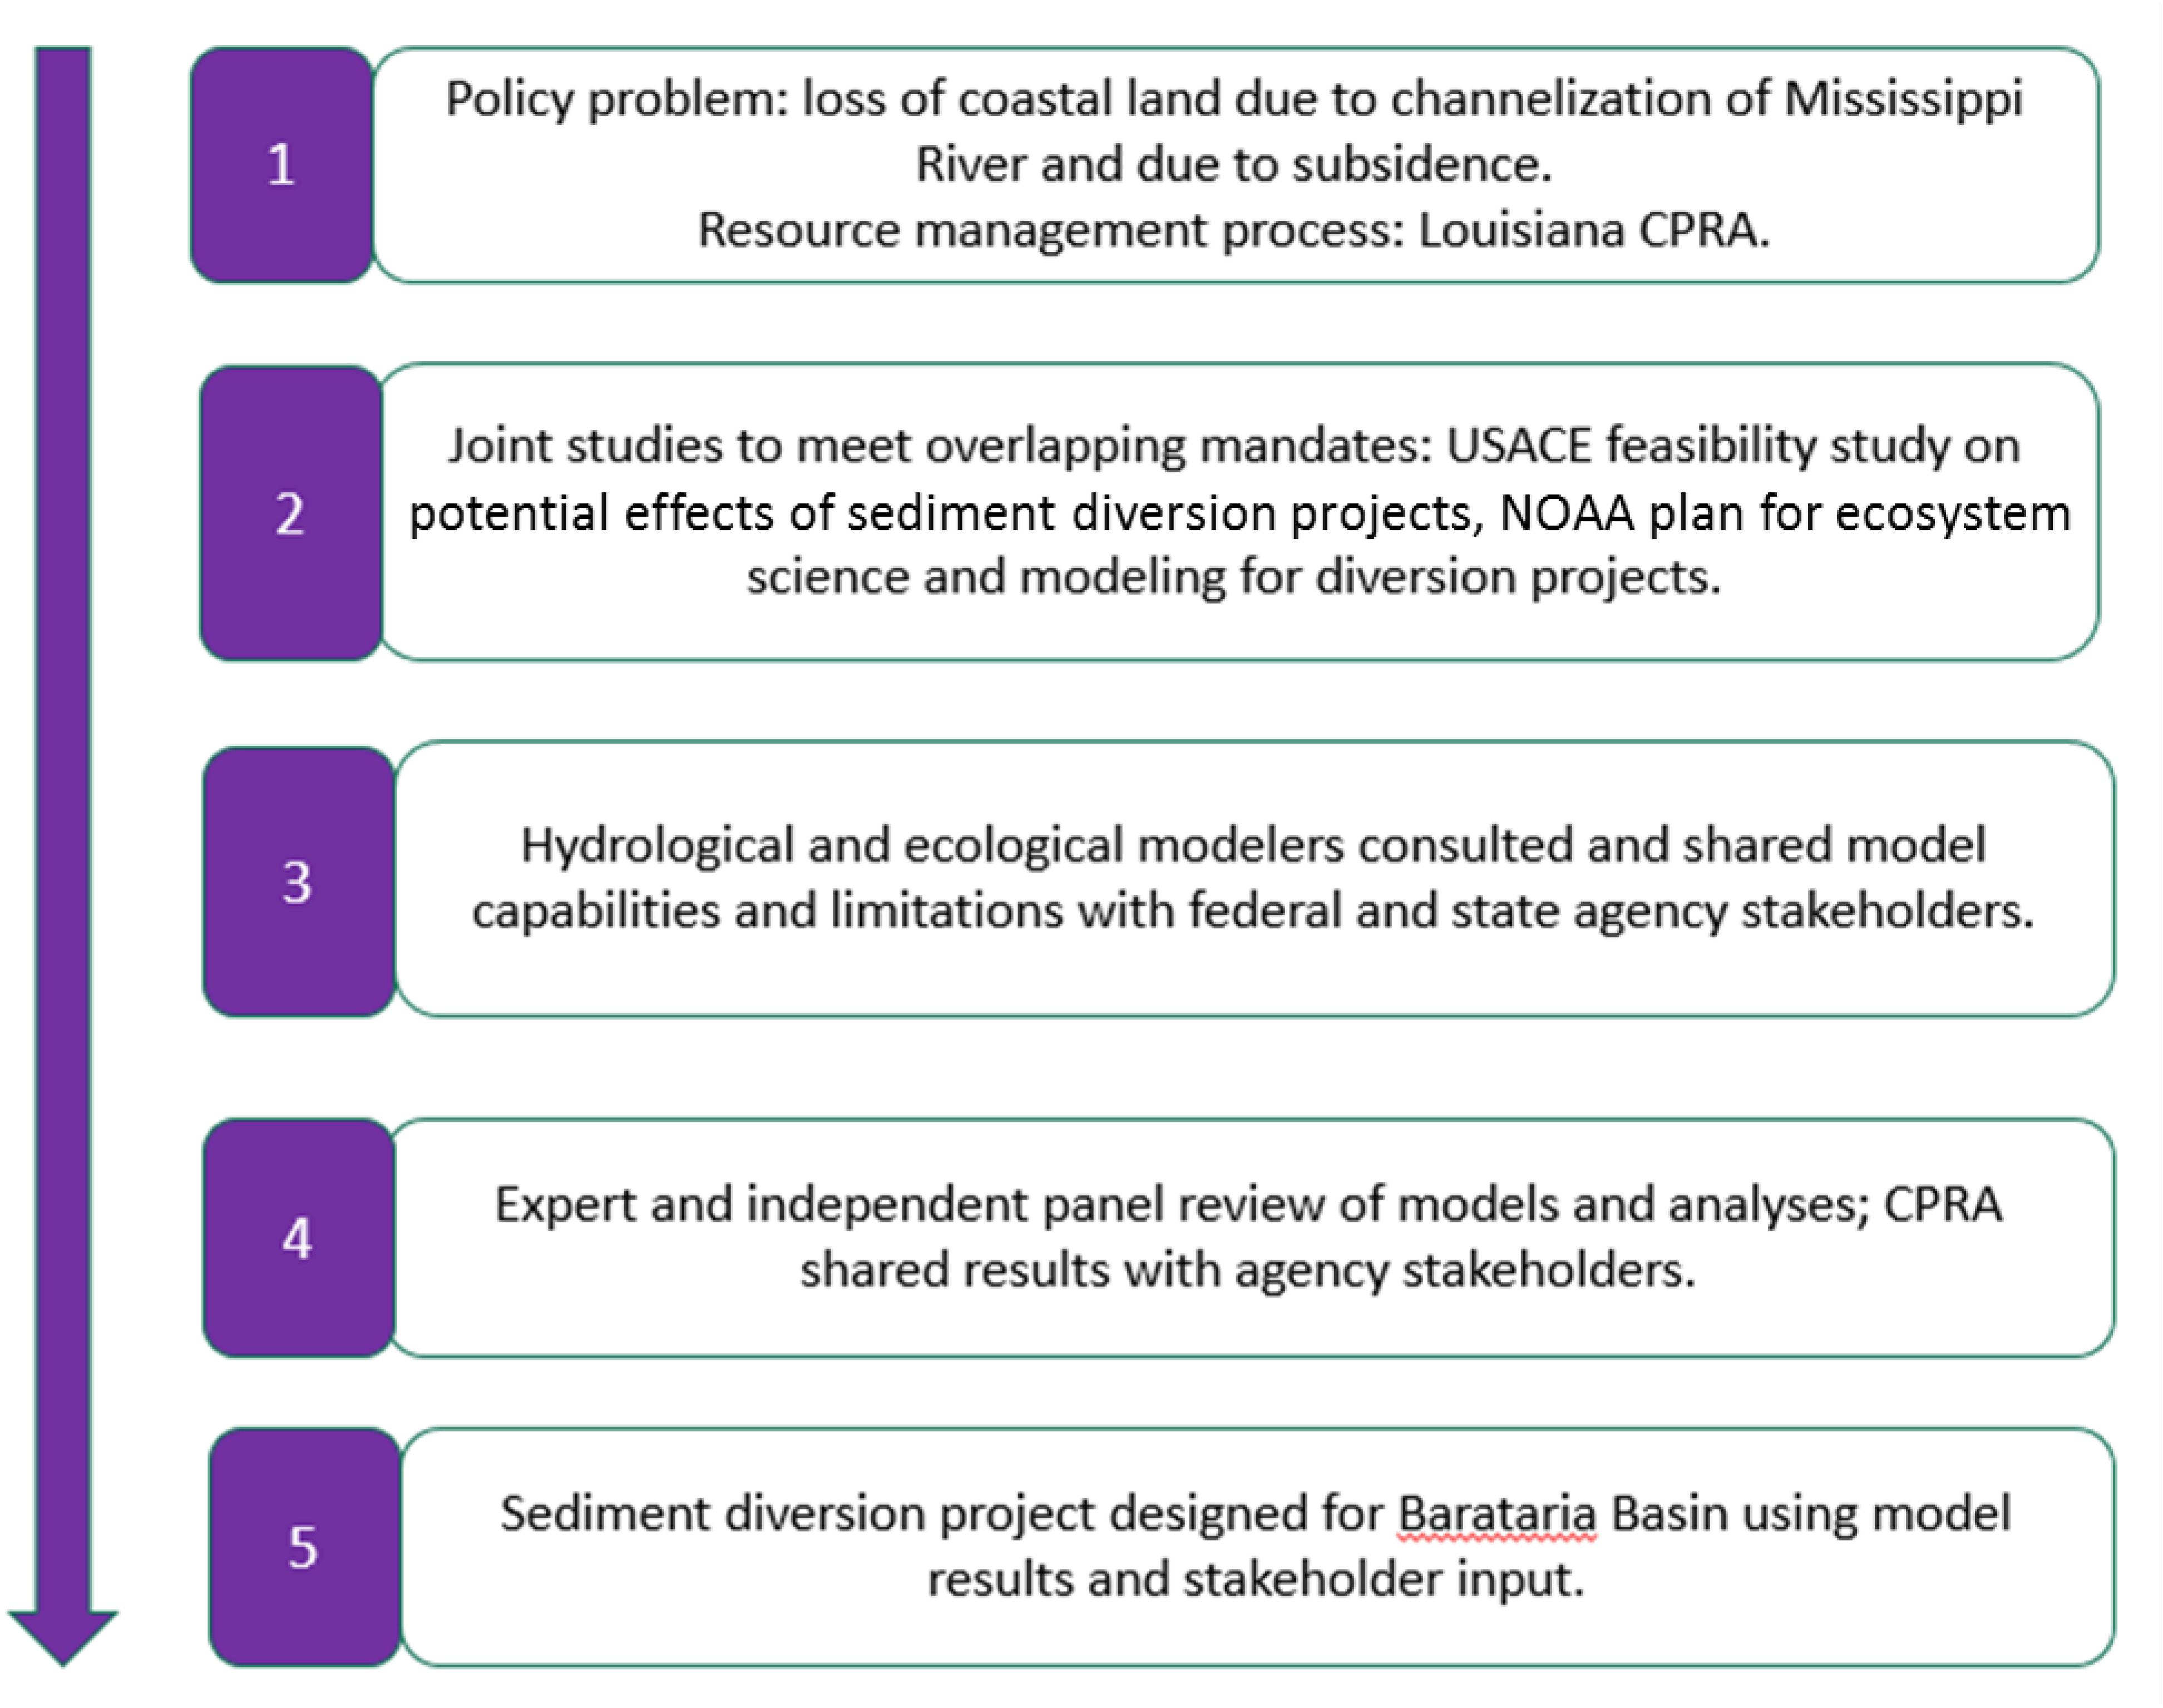 1
Policy problem: loss of coastal land due to channelization of Mississippi
River and due to subsidence.
Resource management process: Louisiana CPRA.
2
Joint studies to meet overlapping mandates: USACE feasibility study on
potential effects of sediment diversion projects, NOAA plan for ecosystem
science and modeling for diversion projects.
3
Hydrological and ecological modelers consulted and shared model
capabilities and limitations with federal and state agency stakeholders.
4
Expert and independent panel review of models and analyses; CPRA
shared results with agency stakeholders.
5
Sediment diversion project designed for Barataria Basin using model
results and stakeholder input.